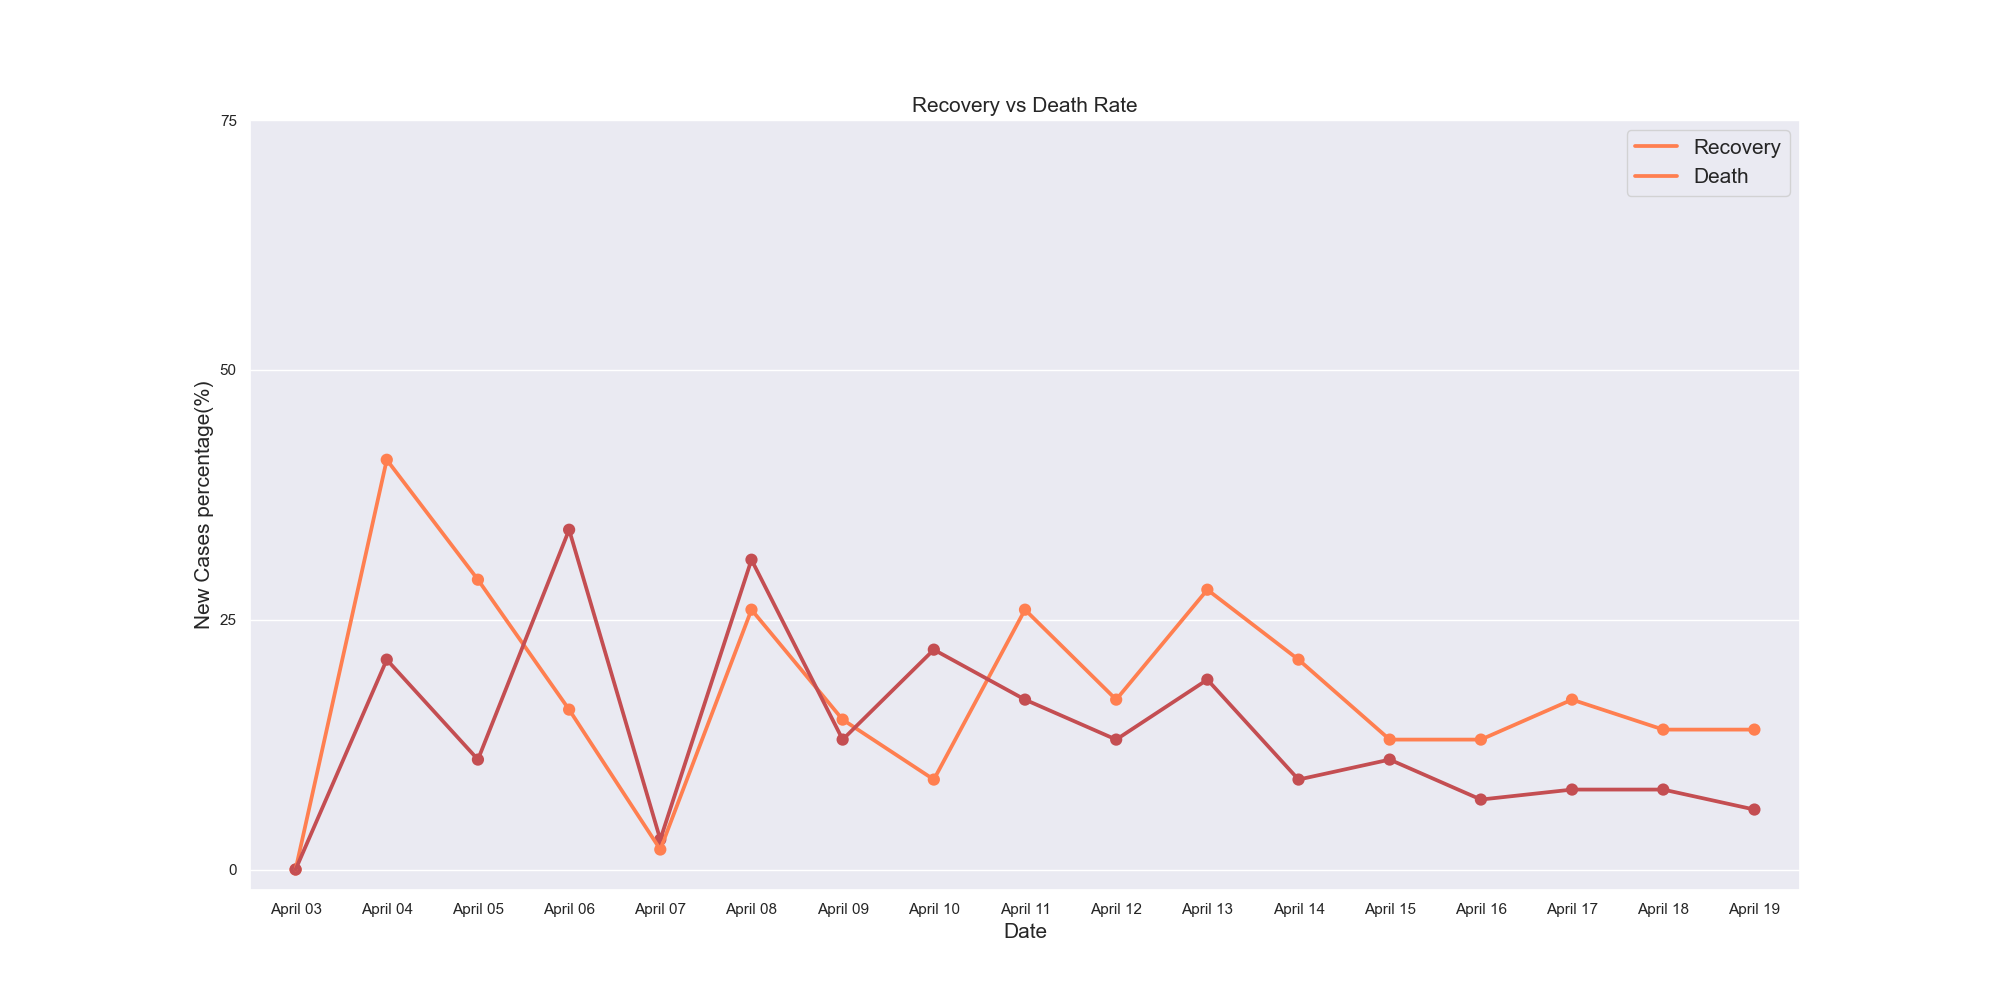 Recovery vs Death Rate
Recovery
Death
New Cases percentage(%)
75
50
25
0
April 03 April 04 April 05 April 06 April 07 April 08 April 09 April 10 April 11 April 12 April 13 April 14 April 15 April 16 April 17 April 18 April 19
Date